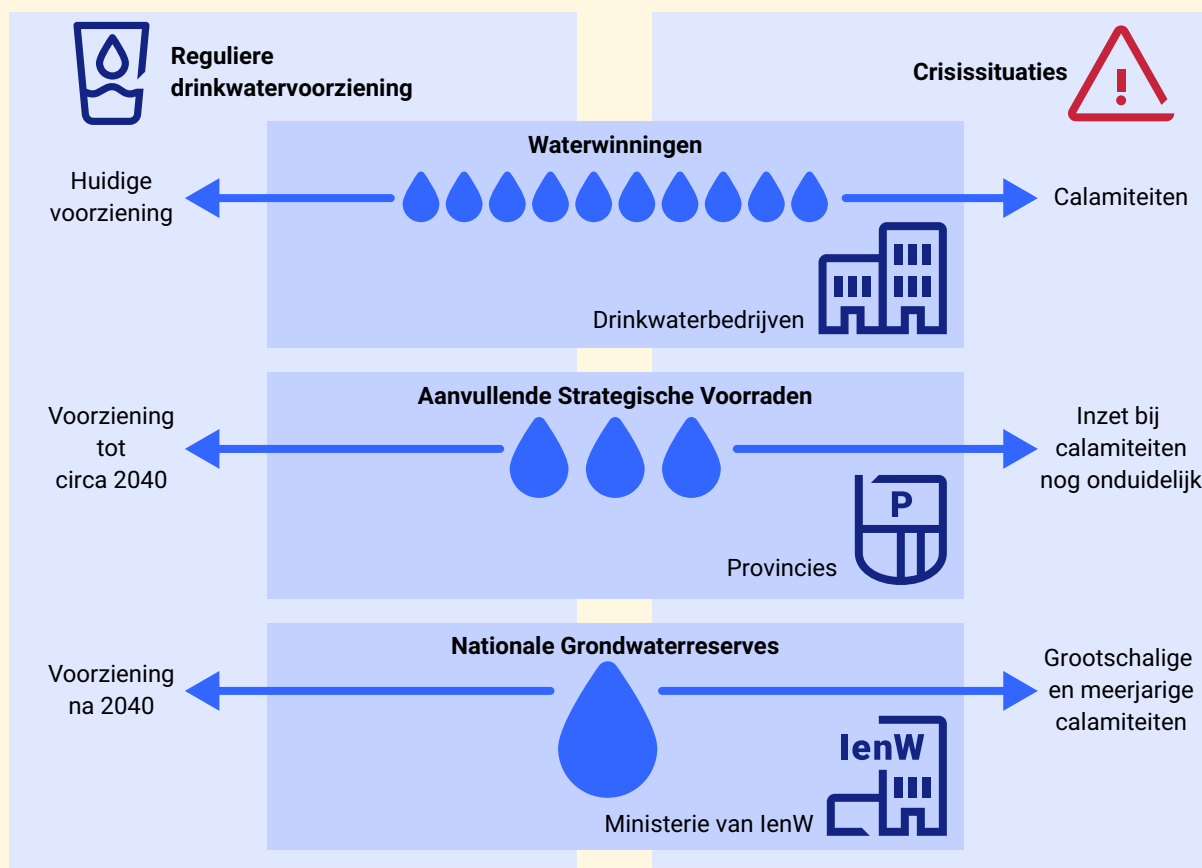 Reguliere
drinkwatervoorziening
Crisissituaties
Waterwinningen
Huidige
voorziening
Calamiteiten
Drinkwaterbedrijven
Aanvullende Strategische Voorraden
Voorziening
tot
circa 2040
Inzet bij
calamiteiten
nog onduidelijk
P
Provincies
Nationale Grondwaterreserves
Voorziening
na 2040
Grootschalige
en meerjarige
calamiteiten
IenW
Ministerie van IenW